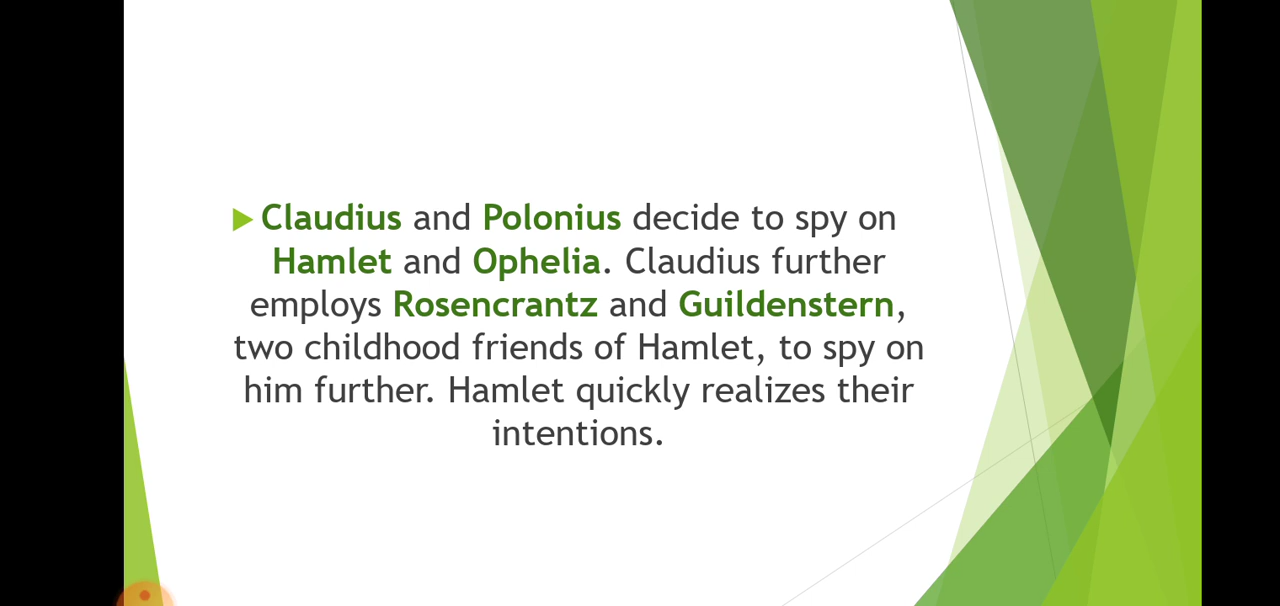 Claudius and Polonius decide to spy on
Hamlet and Ophelia. Claudius further
employs Rosencrantz and Guildenstern,
two childhood friends of Hamlet, to spy on
him further. Hamlet quickly realizes their
intentions.